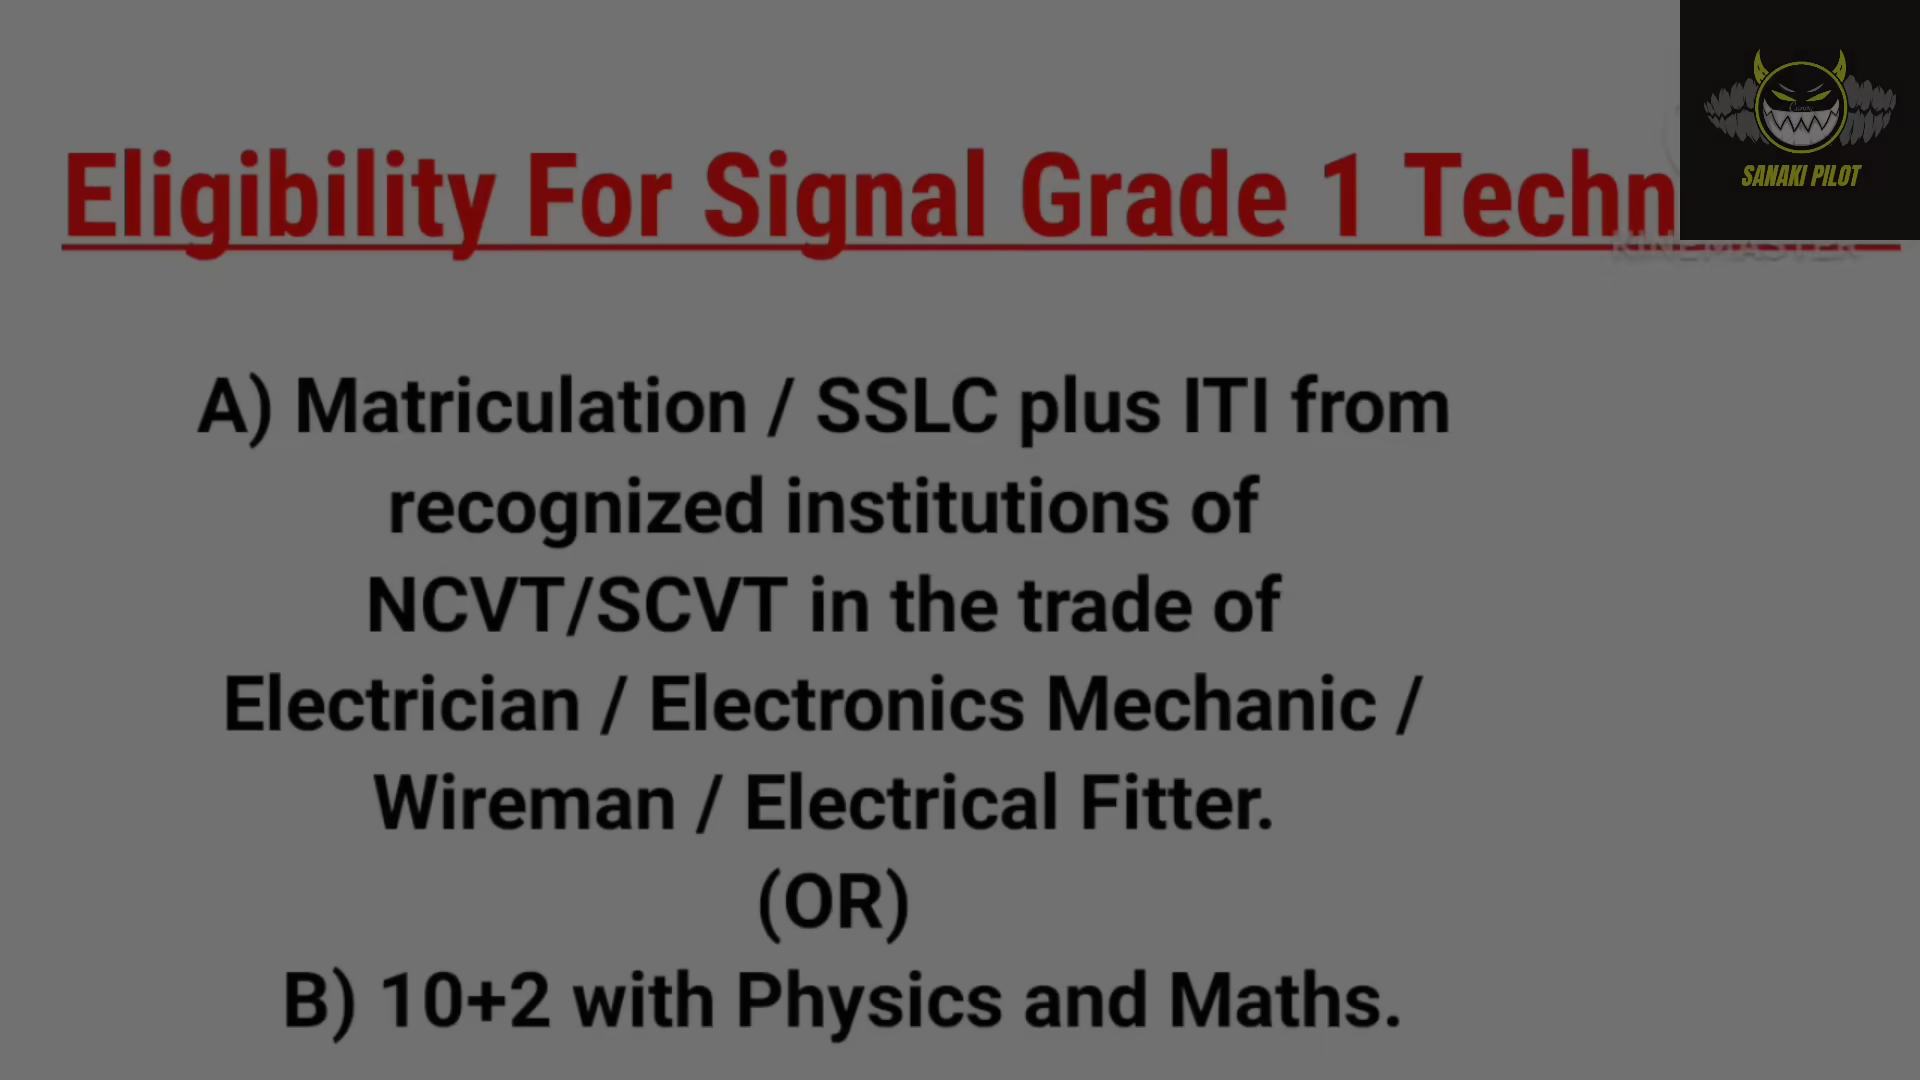 Eligibility For Signal Grade 1 Techn
SANAKI PILOT
KINEMASTER
A) Matriculation / SSLC plus ITI from
recognized institutions of
NCVT/SCVT in the trade of
Electrician / Electronics Mechanic /
Wireman / Electrical Fitter.
(OR)
B) 10+2 with Physics and Maths.